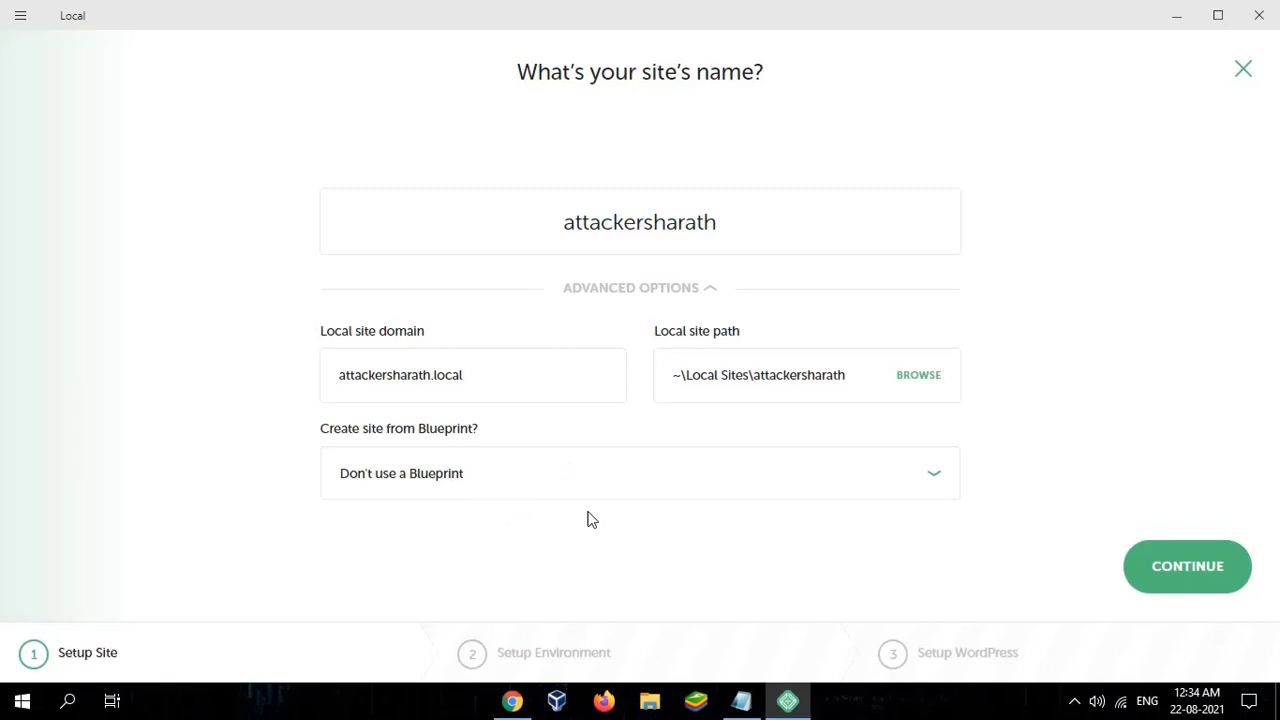 Local
What's your site's name?
attackersharath
ADVANCED OPTIONS
Local site domain
Local site path
attackersharath.local
~\Local Sites\attackersharath
BROWSE
Create site from Blueprint?
Don't use a Blueprint
CONTINUE
1 Setup Site
2 Setup Environment
3 Setup WordPress
ENG
12:34 AM
22-08-2021